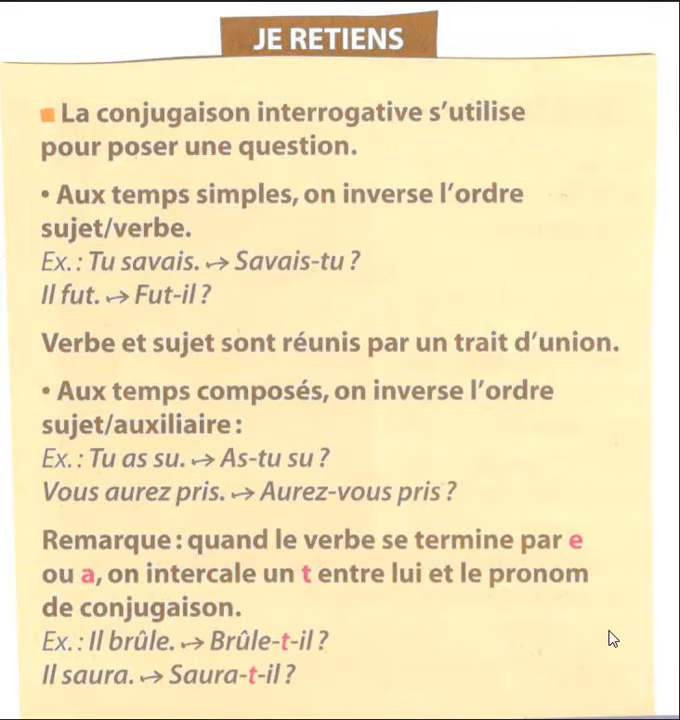 JE RETIENS
La conjugaison interrogative s'utilise
pour poser une question.
• Aux temps simples, on inverse l'ordre
sujet/verbe.
Ex. : Tu savais. ↔ Savais-tu ?
Il fut. ↔ Fut-il ?
Verbe et sujet sont réunis par un trait d'union.
• Aux temps composés, on inverse l'ordre
sujet/auxiliaire :
Ex. : Tu as su. ↔ As-tu su ?
Vous aurez pris. ↔ Aurez-vous pris ?
Remarque : quand le verbe se termine par e
ou a, on intercale un t entre lui et le pronom
de conjugaison.
Ex. : Il brûle. ↔ Brûle-t-il ?
Il saura. ↔ Saura-t-il ?